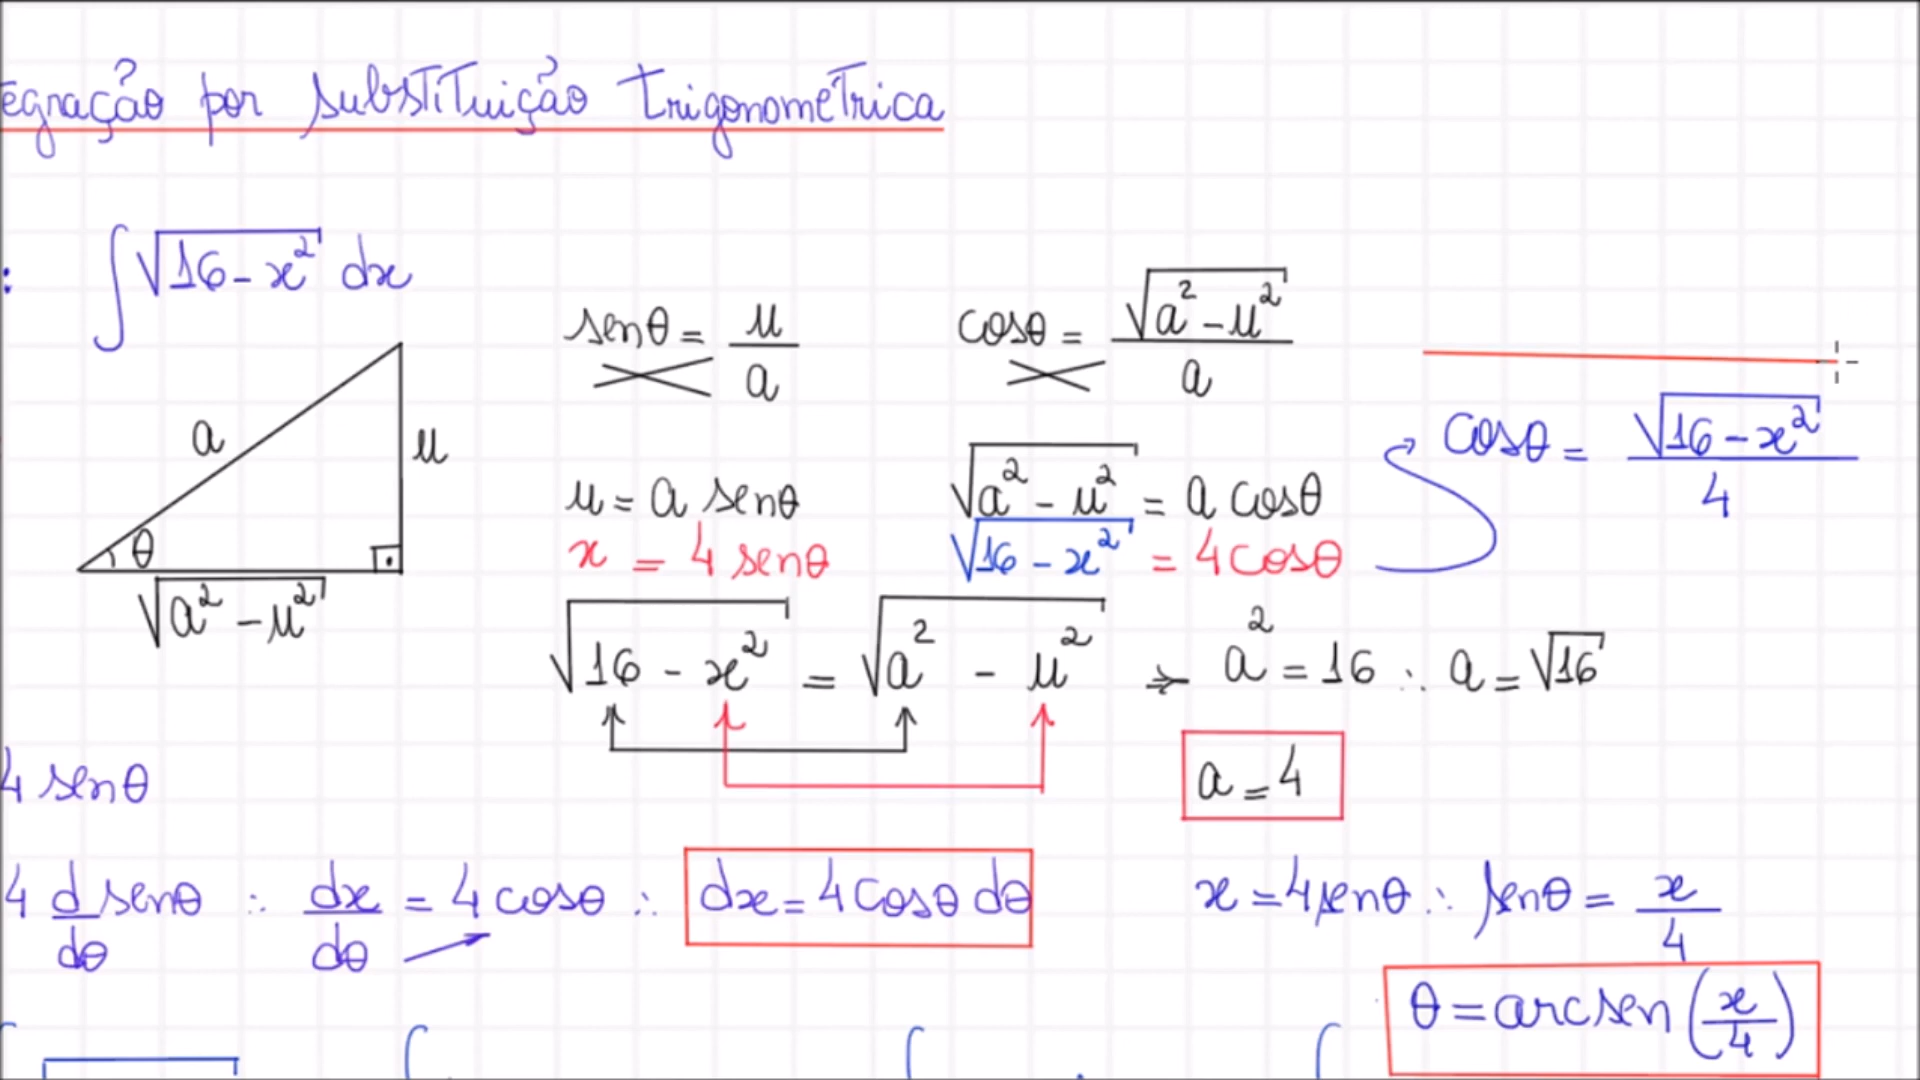 egração por substituição trigonométrica
: ∫√(16-x²) dx
senθ = u/a
cosθ = √(a²-u²)/a
a
u
θ
√(a²-u²)
u = a senθ
√(a²-u²) = a cosθ
cosθ = √(16-x²)/4
x = 4 senθ
√(16-x²) = 4cosθ
√(16-x²) = √(a²-u²) → a² = 16 ∴ a = √16
a = 4
4 senθ
4 d/dθ senθ ∴ dx/dθ = 4 cosθ ∴ dx = 4 cosθ dθ
x = 4 senθ ∴ senθ = x/4
θ = arcsen(x/4)